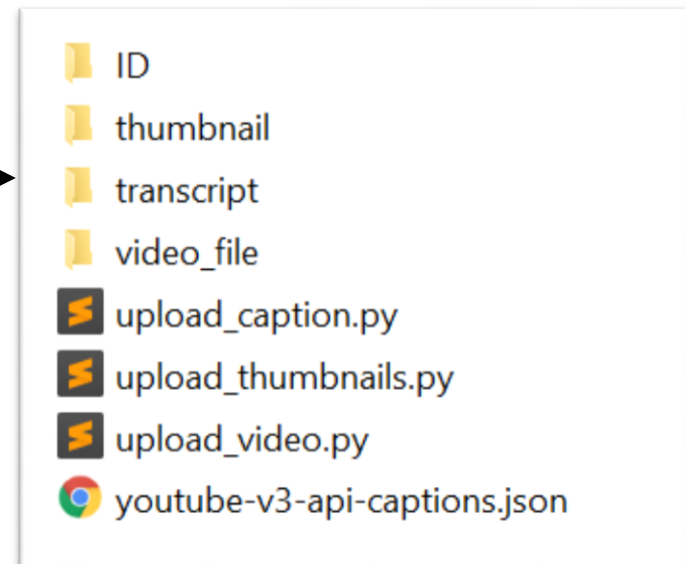 ID
thumbnail
transcript
video_file
upload_caption.py
upload_thumbnails.py
upload_video.py
youtube-v3-api-captions.json